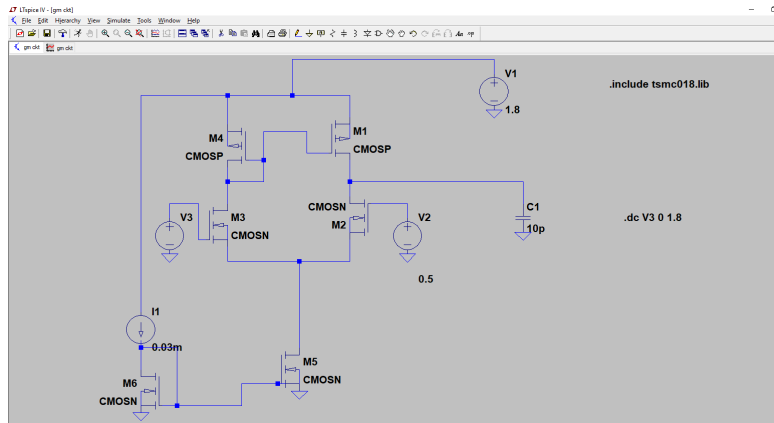 LTspice IV - [gm ckt]
File Edit Hierarchy View Simulate Tools Window Help
gm ckt gm ckt
V1
1.8
.include tsmc018.lib
M4
CMOSP
M1
CMOSP
V3
M3
CMOSN
CMOSN
M2
V2
0.5
C1
10p
.dc V3 0 1.8
I1
0.03m
M6
CMOSN
M5
CMOSN